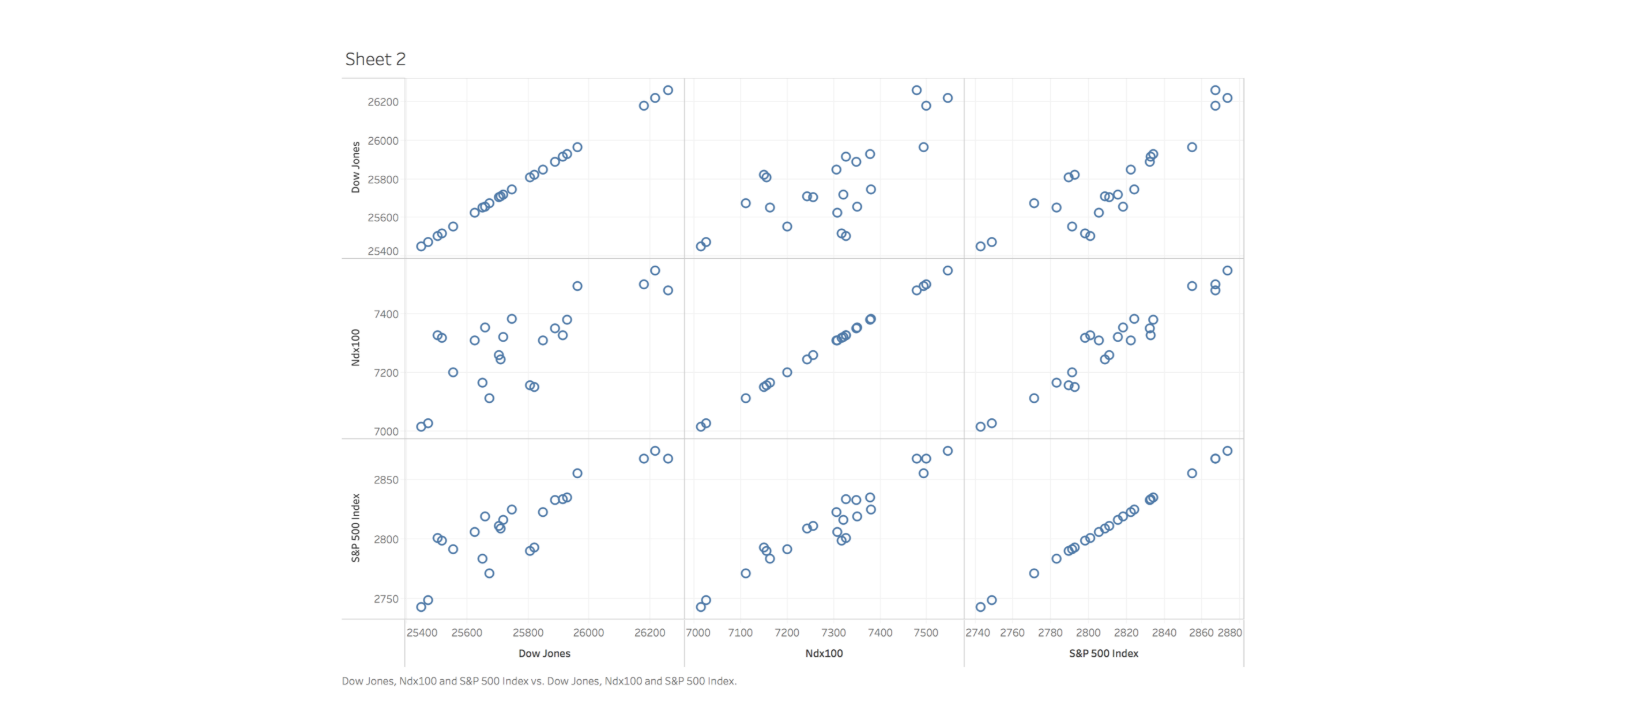 Sheet 2
26200
26000
25800
25600
25400
Dow Jones
7400
7200
7000
Ndx100
2850
2800
2750
S&P 500 Index
25400 25600 25800 26000 26200 7000 7100 7200 7300 7400 7500 2740 2760 2780 2800 2820 2840 2860 2880
Dow Jones Ndx100 S&P 500 Index
Dow Jones, Ndx100 and S&P 500 Index vs. Dow Jones, Ndx100 and S&P 500 Index.